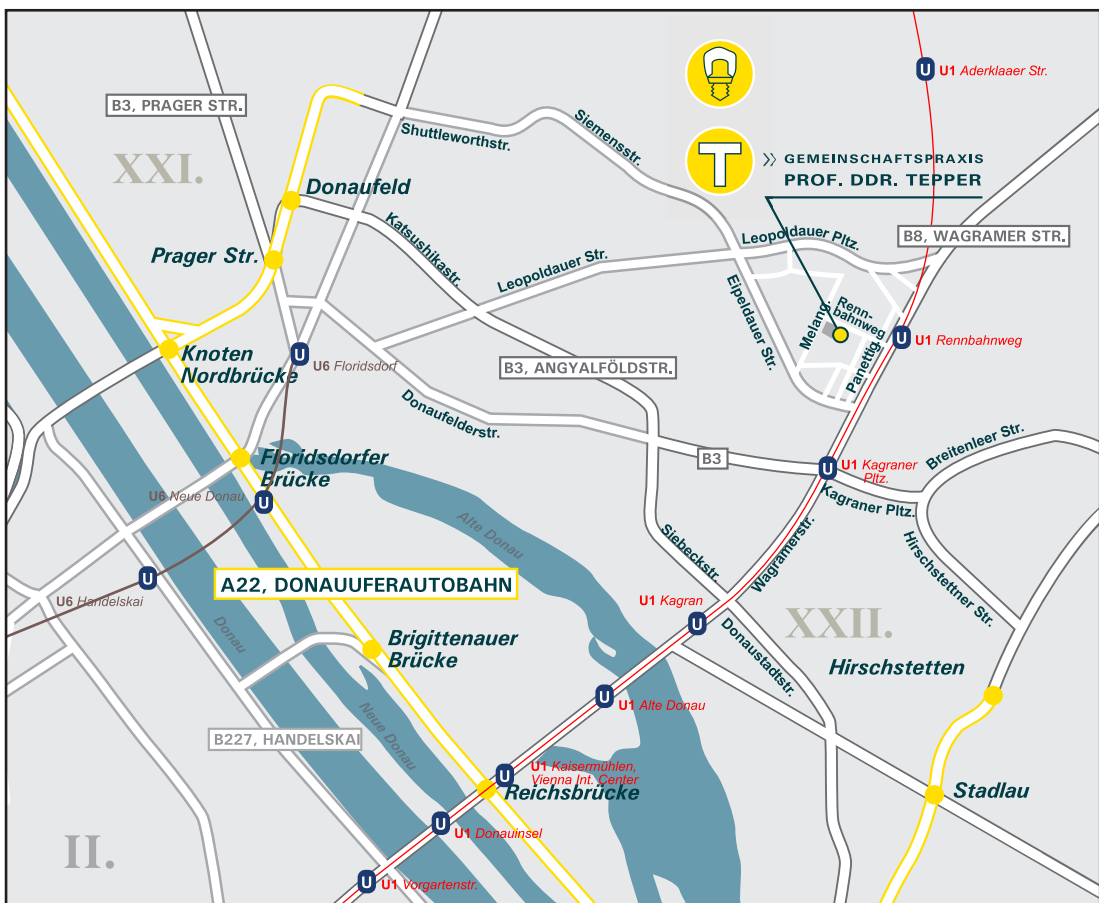 U
U1 Aderklaaer Str.
B3, PRAGER STR.
Shuttleworthstr.
Siemensstr.
XXI.
T
» GEMEINSCHAFTSPRAXIS
PROF. DDR. TEPPER
Donaufeld
Katsushikastr.
Leopoldauer Pltz.
B8, WAGRAMER STR.
Prager Str.
Leopoldauer Str.
Eipeldauer Str.
Melang.
Renn-
bahnweg
Panettig.
U
U1 Rennbahnweg
Knoten
Nordbrücke
U
U6 Floridsdorf
B3, ANGYALFÖLDSTR.
Donaufelderstr.
B3
U
U1 Kagraner
Pltz.
Breitenleer Str.
Kagraner Pltz.
Floridsdorfer
Brücke
U6 Neue Donau
U
Alte Donau
Siebeckstr.
Wagramerstr.
Hirschstettner Str.
A22, DONAUUFERAUTOBAHN
U
U6 Handelskai
Donau
U1 Kagran
U
XXII.
Donaustadtstr.
Brigittenauer
Brücke
Hirschstetten
Neue Donau
U
U1 Alte Donau
B227, HANDELSKAI
U
U1 Kaisermühlen,
Vienna Int. Center
Reichsbrücke
Stadlau
U
U1 Donauinsel
II.
U
U1 Vorgartenstr.